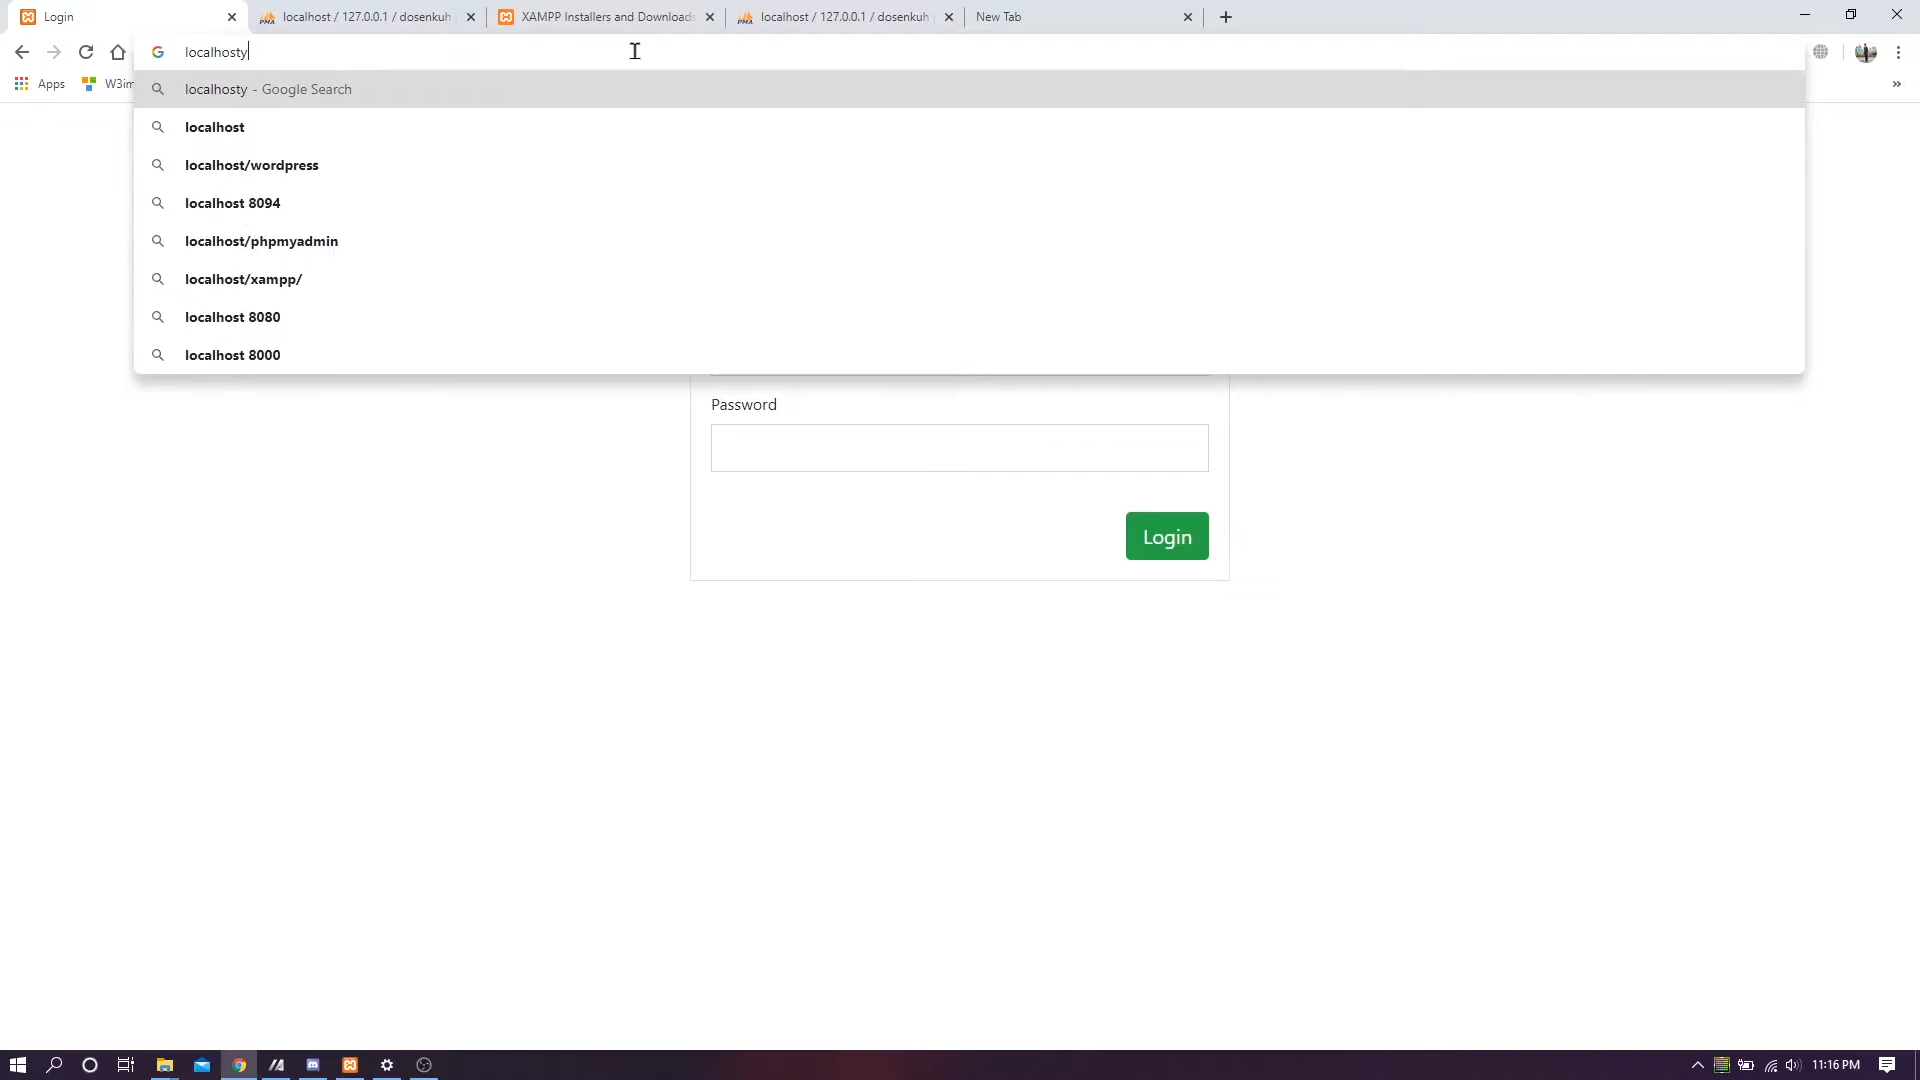 Login
localhost / 127.0.0.1 / dosenkuh
XAMPP Installers and Downloads
localhost / 127.0.0.1 / dosenkuh
New Tab
localhosty
Apps
W3im
localhosty - Google Search
localhost
localhost/wordpress
localhost 8094
localhost/phpmyadmin
localhost/xampp/
localhost 8080
localhost 8000
Password
Login
11:16 PM